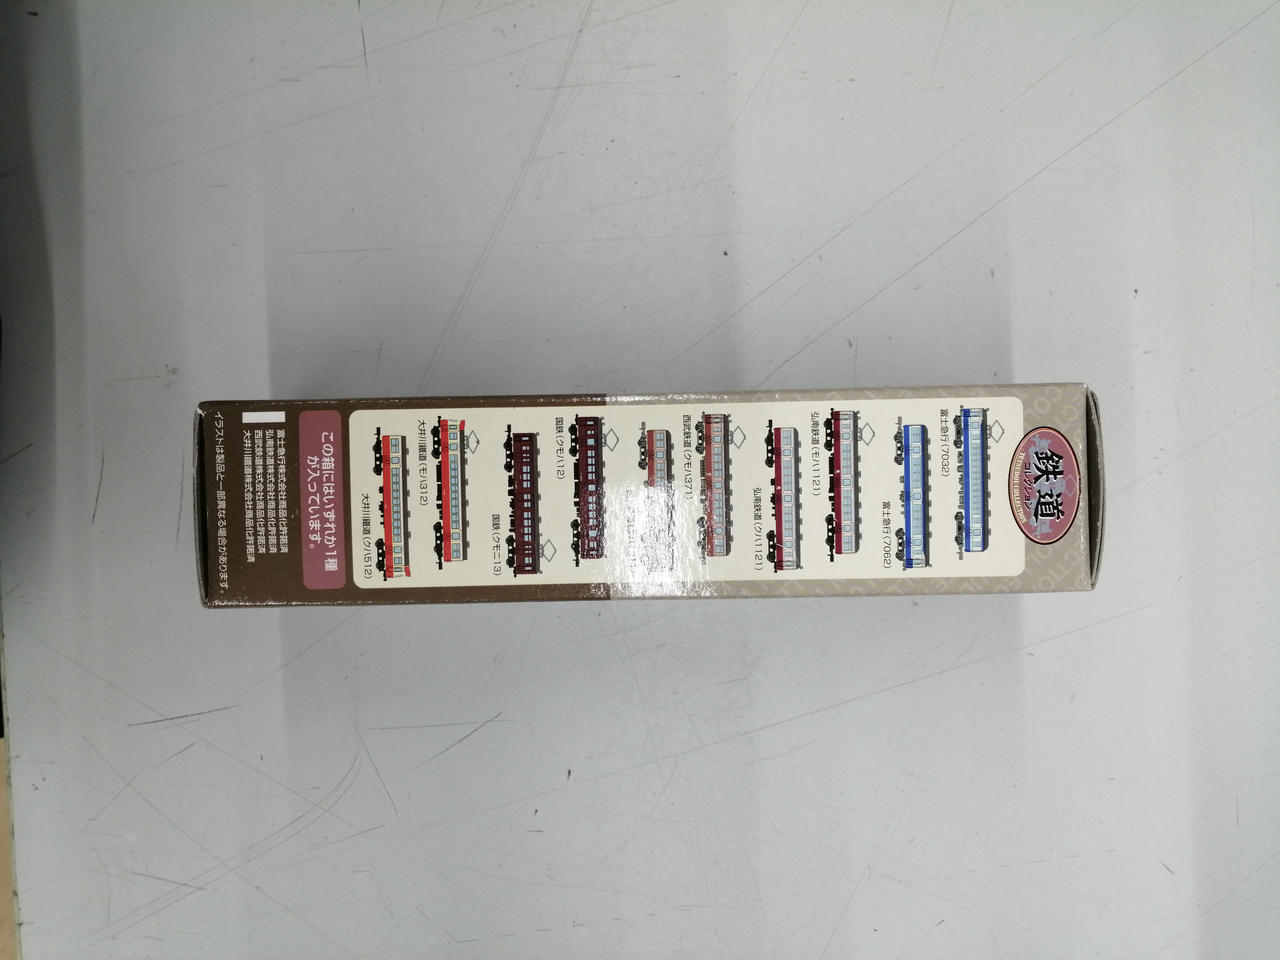 鉄道
コレクション
TETSUDOU COLLECTION
富士急行(7032)
富士急行(7062)
弘南鉄道(モハ1121)
弘南鉄道(クハ1121)
西武鉄道(クモハ371)
国鉄(クモハ12)
国鉄(クモニ13)
大井川鐵道(モハ312)
大井川鐵道(クハ512)
この箱にはいずれか1種
が入っています。
富士急行株式会社商品化許諾済
弘南鉄道株式会社商品化許諾済
西武鉄道株式会社商品化許諾済
大井川鐵道株式会社商品化許諾済
イラストは製品と一部異なる場合があります。